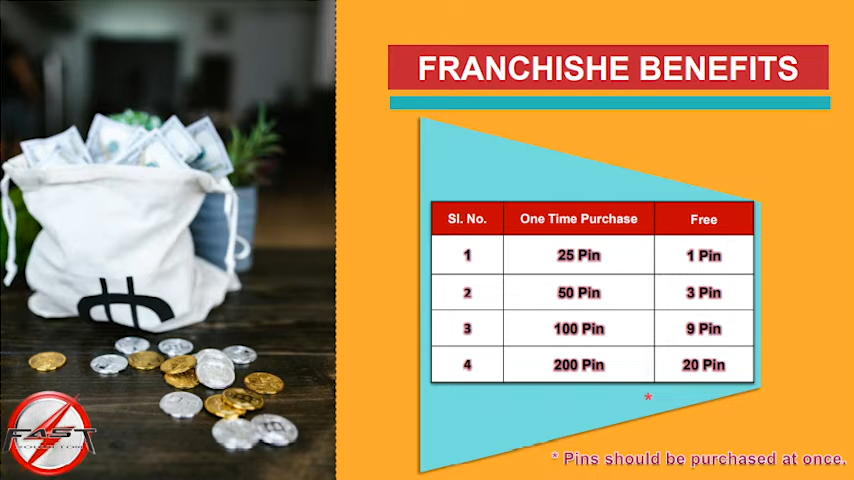 FRANCHISHE BENEFITS
Sl. No. One Time Purchase Free
1 25 Pin 1 Pin
2 50 Pin 3 Pin
3 100 Pin 9 Pin
4 200 Pin 20 Pin
*
* Pins should be purchased at once.
FAST